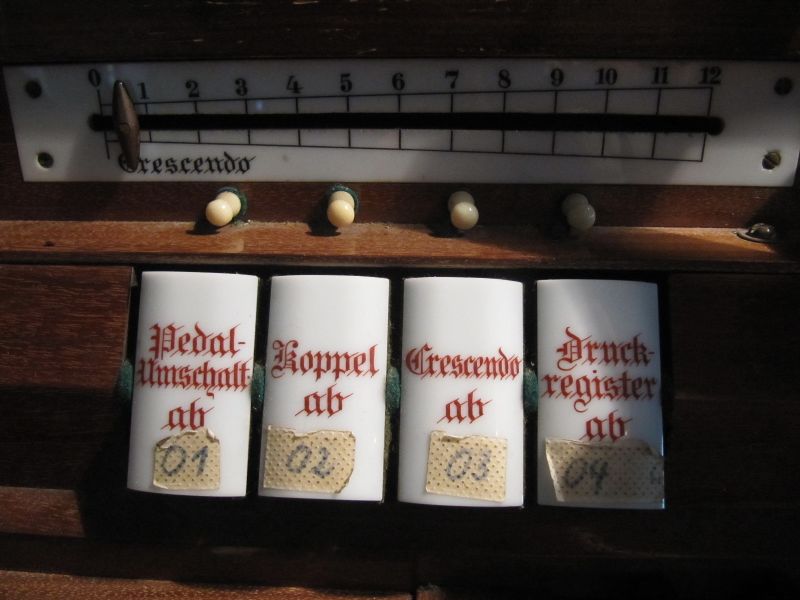 0 1 2 3 4 5 6 7 8 9 10 11 12
Crescendo
Pedal-
Umschalt.
ab
01
Koppel
ab
02
Crescendo
ab
03
Druck-
register
ab
04